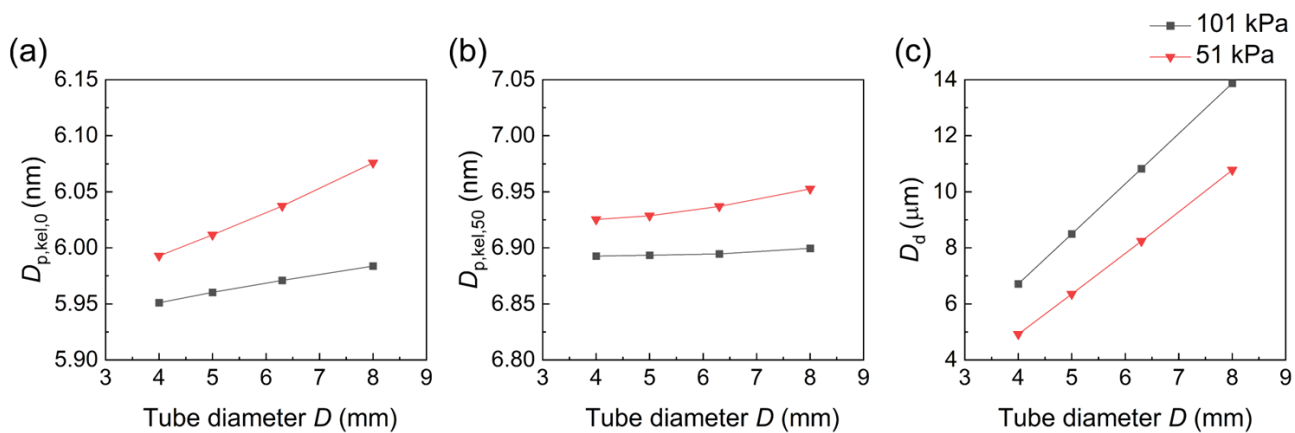 101 kPa
51 kPa
(a)
6.15
6.10
6.05
6.00
5.95
5.90
D_p,kel,0 (nm)
3 4 5 6 7 8 9
Tube diameter D (mm)
(b)
7.05
7.00
6.95
6.90
6.85
6.80
D_p,kel,50 (nm)
3 4 5 6 7 8 9
Tube diameter D (mm)
(c)
14
12
10
8
6
4
D_d (μm)
3 4 5 6 7 8 9
Tube diameter D (mm)